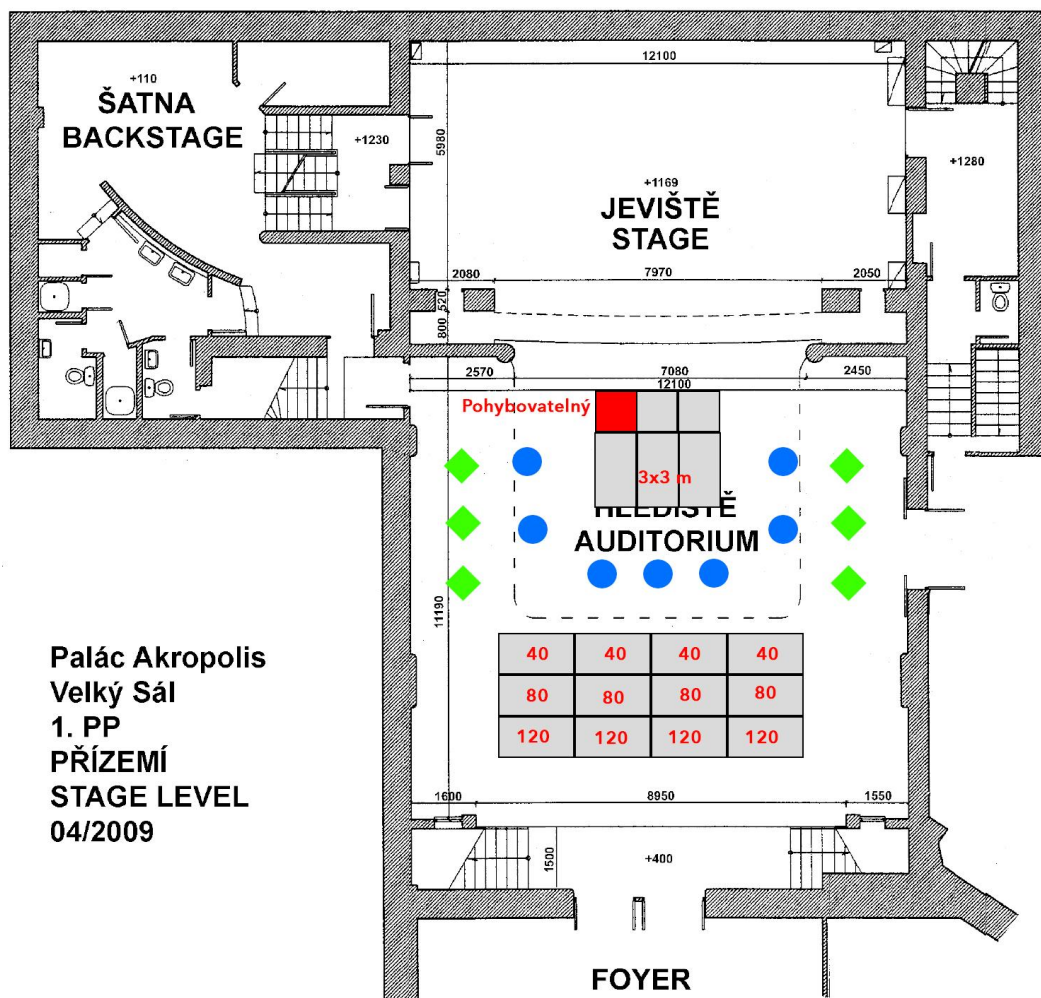 12100
+110
ŠATNA
BACKSTAGE
+1230
5980
+1280
+1169
JEVIŠTĚ
STAGE
2080
7970
2050
520
800
2570
7080
2450
12100
Pohybovatelný
3x3 m
HLEDIŠTĚ
AUDITORIUM
11190
40
40
40
40
80
80
80
80
120
120
120
120
Palác Akropolis
Velký Sál
1. PP
PŘÍZEMÍ
STAGE LEVEL
04/2009
1600
8950
1550
1500
+400
FOYER